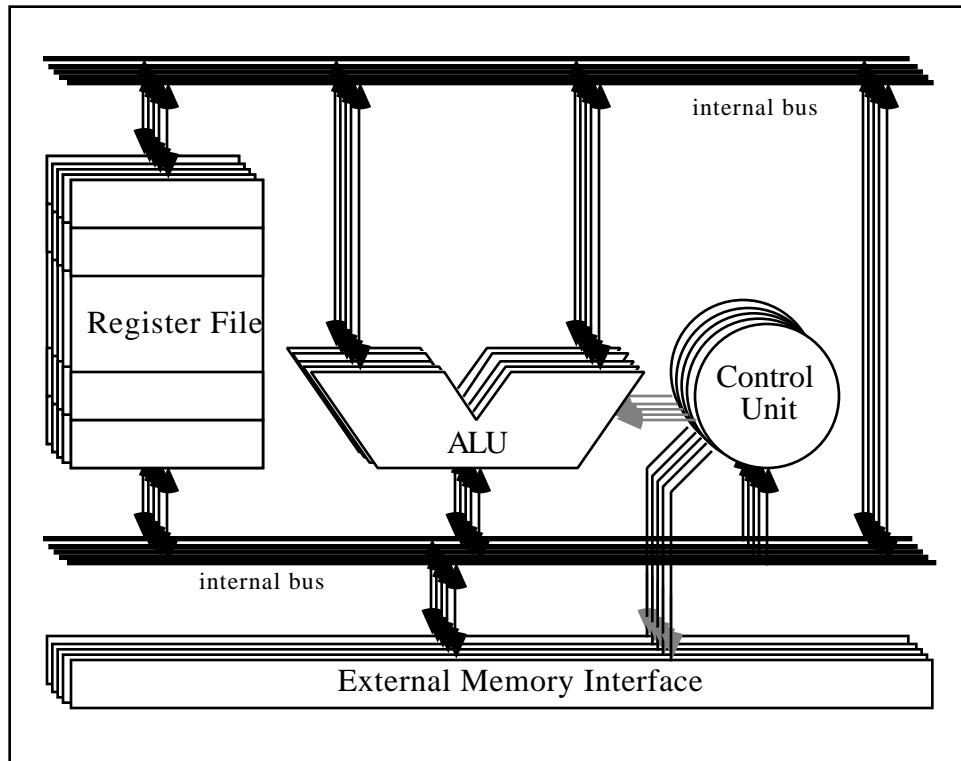 internal bus
Register File
Control
Unit
ALU
internal bus
External Memory Interface